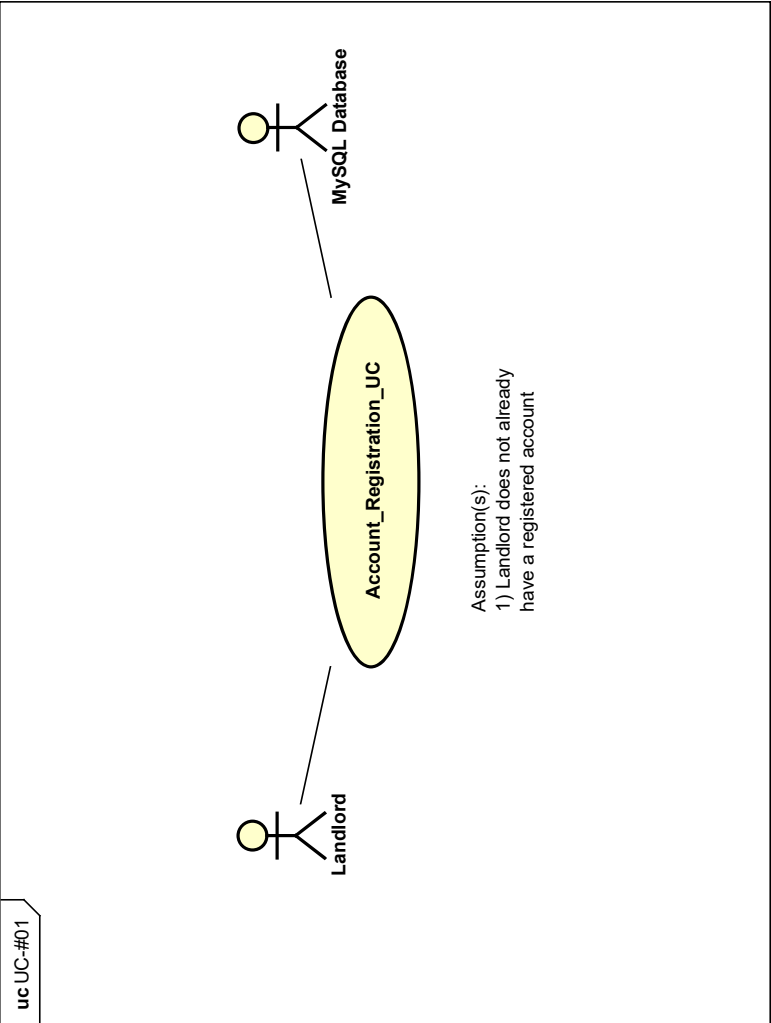 uc UC-#01
Landlord
Account_Registration_UC
MySQL Database
Assumption(s):
1) Landlord does not already
have a registered account